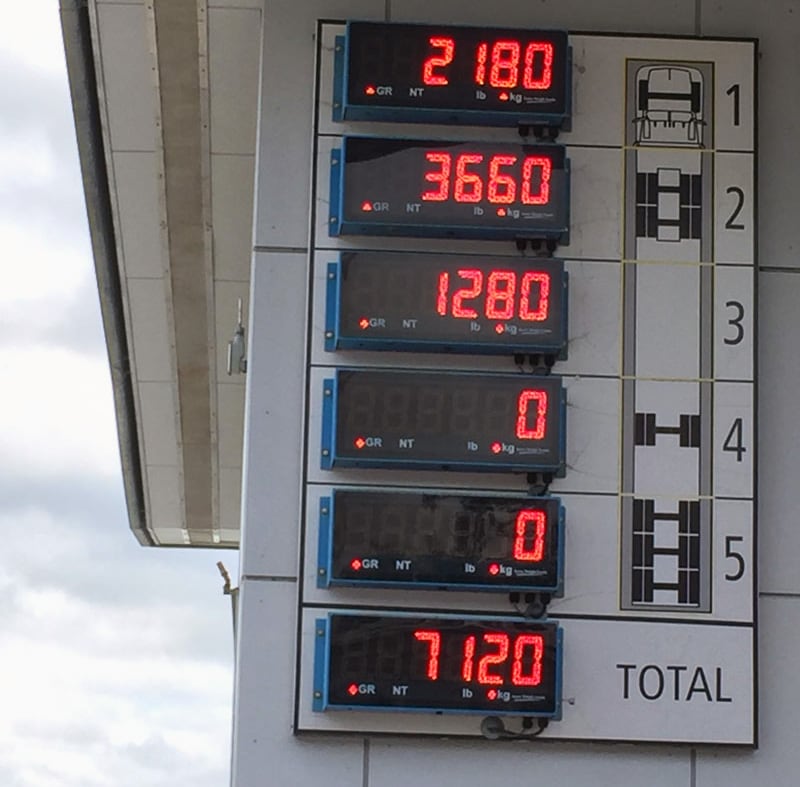 2180
GR NT lb kg
1
3660
GR NT lb kg
2
1280
GR NT lb kg
3
0
GR NT lb kg
4
0
GR NT lb kg
5
7120
GR NT lb kg
TOTAL